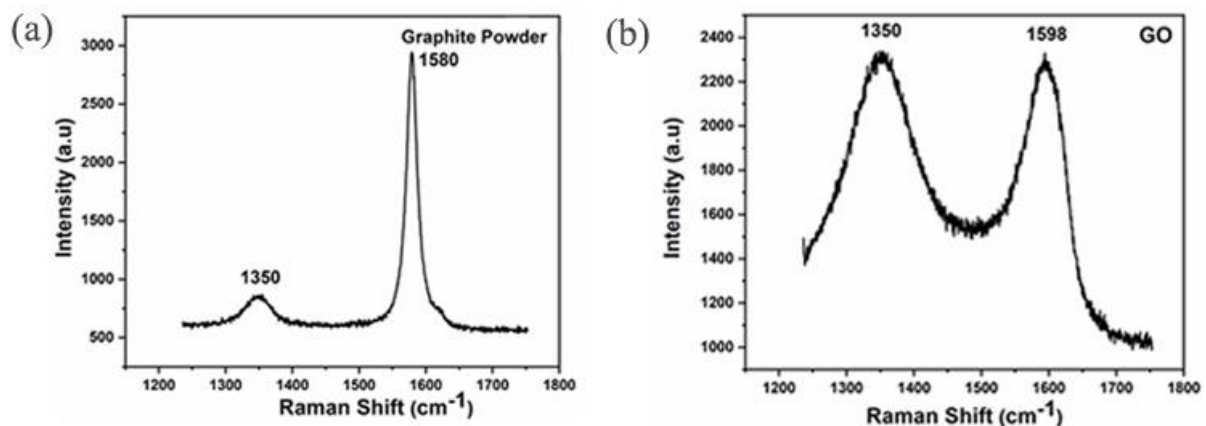 (a)
Graphite Powder
1580
1350
3000
2500
2000
1500
1000
500
Intensity (a.u)
1200 1300 1400 1500 1600 1700 1800
Raman Shift (cm-1)
(b)
1350 1598 GO
2400
2200
2000
1800
1600
1400
1200
1000
Intensity (a.u)
1200 1300 1400 1500 1600 1700 1800
Raman Shift (cm-1)